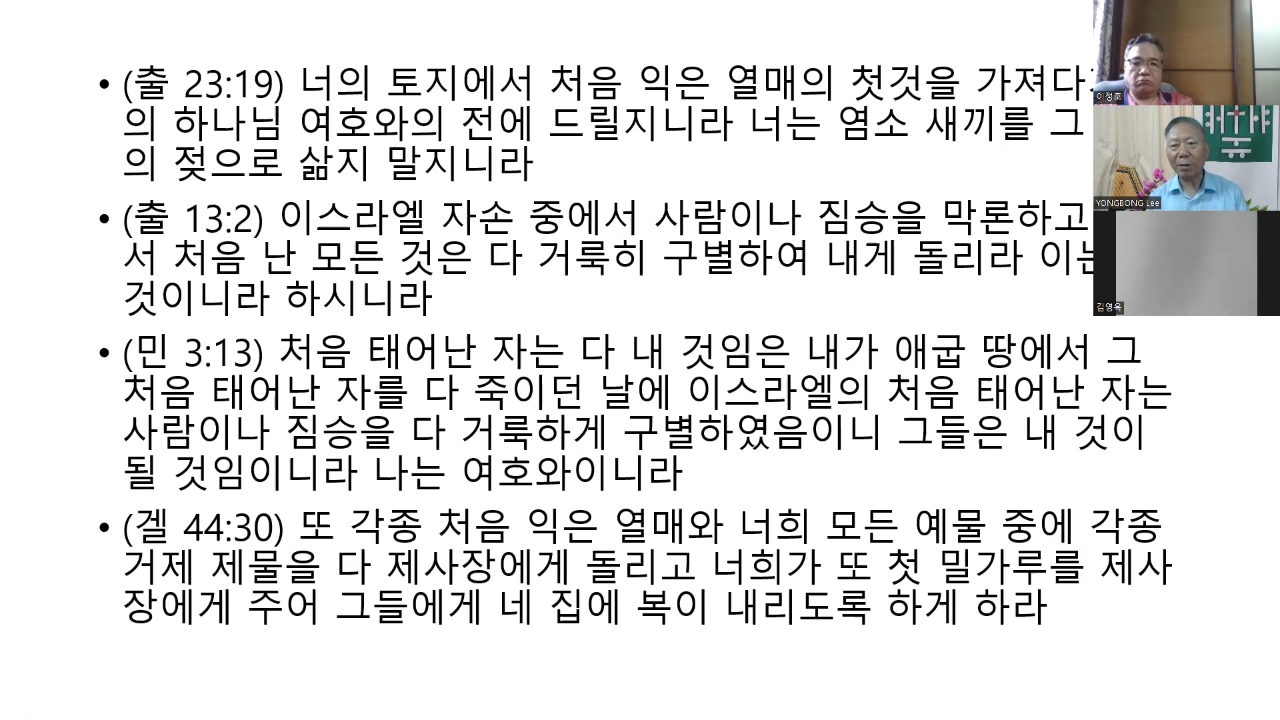 • (출 23:19) 너의 토지에서 처음 익은 열매의 첫것을 가져다가
의 하나님 여호와의 전에 드릴지니라 너는 염소 새끼를 그
의 젖으로 삶지 말지니라
• (출 13:2) 이스라엘 자손 중에서 사람이나 짐승을 막론하고
서 처음 난 모든 것은 다 거룩히 구별하여 내게 돌리라 이는
것이니라 하시니라
• (민 3:13) 처음 태어난 자는 다 내 것임은 내가 애굽 땅에서 그
처음 태어난 자를 다 죽이던 날에 이스라엘의 처음 태어난 자는
사람이나 짐승을 다 거룩하게 구별하였음이니 그들은 내 것이
될 것임이니라 나는 여호와이니라
• (겔 44:30) 또 각종 처음 익은 열매와 너희 모든 예물 중에 각종
거제 제물을 다 제사장에게 돌리고 너희가 또 첫 밀가루를 제사
장에게 주어 그들에게 네 집에 복이 내리도록 하게 하라
이정호
YONGBONG Lee
김영옥